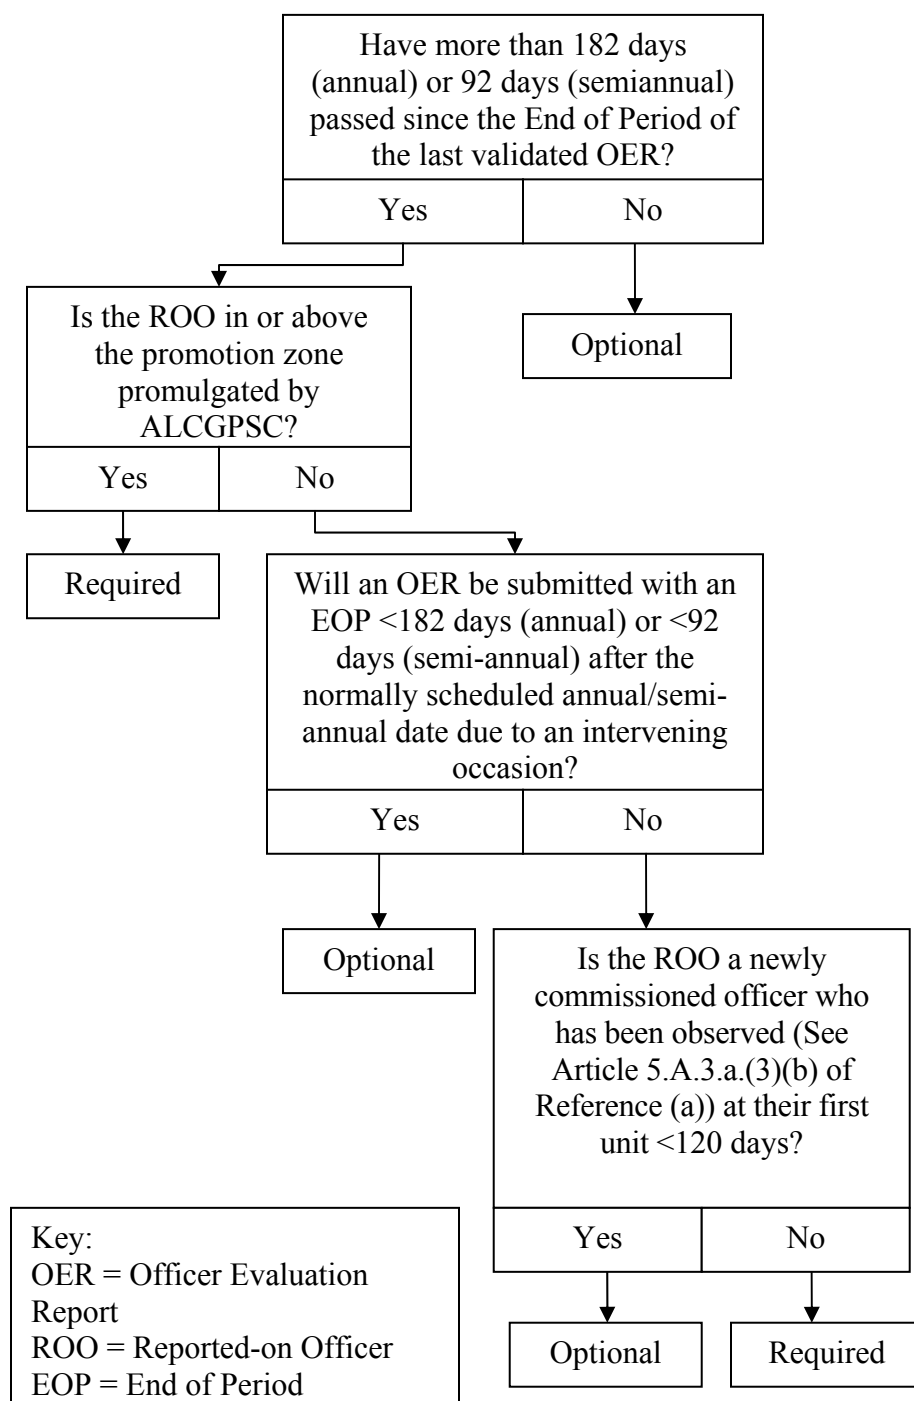 Have more than 182 days
(annual) or 92 days (semiannual)
passed since the End of Period of
the last validated OER?
Yes
No
Is the ROO in or above
the promotion zone
promulgated by
ALCGPSC?
Optional
Yes
No
Required
Will an OER be submitted with an
EOP <182 days (annual) or <92
days (semi-annual) after the
normally scheduled annual/semi-
annual date due to an intervening
occasion?
Yes
No
Optional
Is the ROO a newly
commissioned officer who
has been observed (See
Article 5.A.3.a.(3)(b) of
Reference (a)) at their first
unit <120 days?
Yes
No
Optional
Required
Key:
OER = Officer Evaluation
Report
ROO = Reported-on Officer
EOP = End of Period